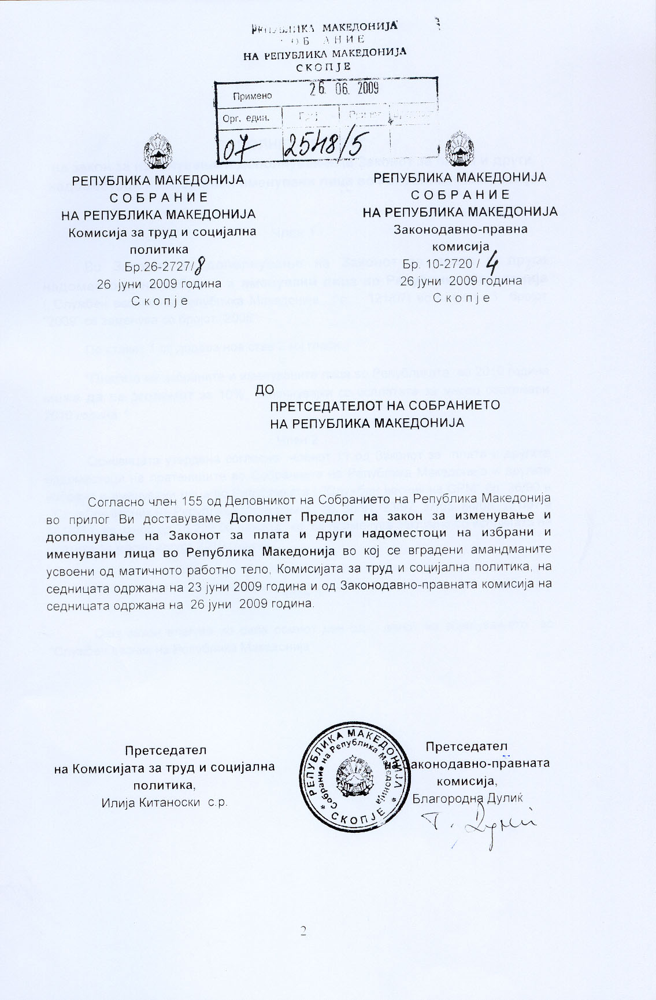 МАКЕДОНИЈА
НА РЕПУБЛИКА МАКЕДОНИЈА
СКОПЈЕ
Примено 26. 06. 2009
Орг. един.
07 2548/5
РЕПУБЛИКА МАКЕДОНИЈА
С О Б Р А Н И Е
НА РЕПУБЛИКА МАКЕДОНИЈА
Комисија за труд и социјална
политика
Бр.26-2727/8
26 јуни 2009 година
С к о п ј е
РЕПУБЛИКА МАКЕДОНИЈА
С О Б Р А Н И Е
НА РЕПУБЛИКА МАКЕДОНИЈА
Законодавно-правна
комисија
Бр. 10-2720 / 4
26 јуни 2009 година
С к о п ј е
ДО
ПРЕТСЕДАТЕЛОТ НА СОБРАНИЕТО
НА РЕПУБЛИКА МАКЕДОНИЈА
Согласно член 155 од Деловникот на Собранието на Република Македонија
во прилог Ви доставуваме Дополнет Предлог на закон за изменување и
дополнување на Законот за плата и други надоместоци на избрани и
именувани лица во Република Македонија во кој се вградени амандманите
усвоени од матичното работно тело, Комисијата за труд и социјална политика, на
седницата одржана на 23 јуни 2009 година и од Законодавно-правната комисија на
седницата одржана на 26 јуни 2009 година.
Претседател
на Комисијата за труд и социјална
политика,
Илија Китаноски с.р.
РЕПУБЛИКА МАКЕДОНИЈА
Собрание на Република Македонија
* СКОПЈЕ *
Претседател
на Законодавно-правната
комисија,
Благородна Дулиќ
2